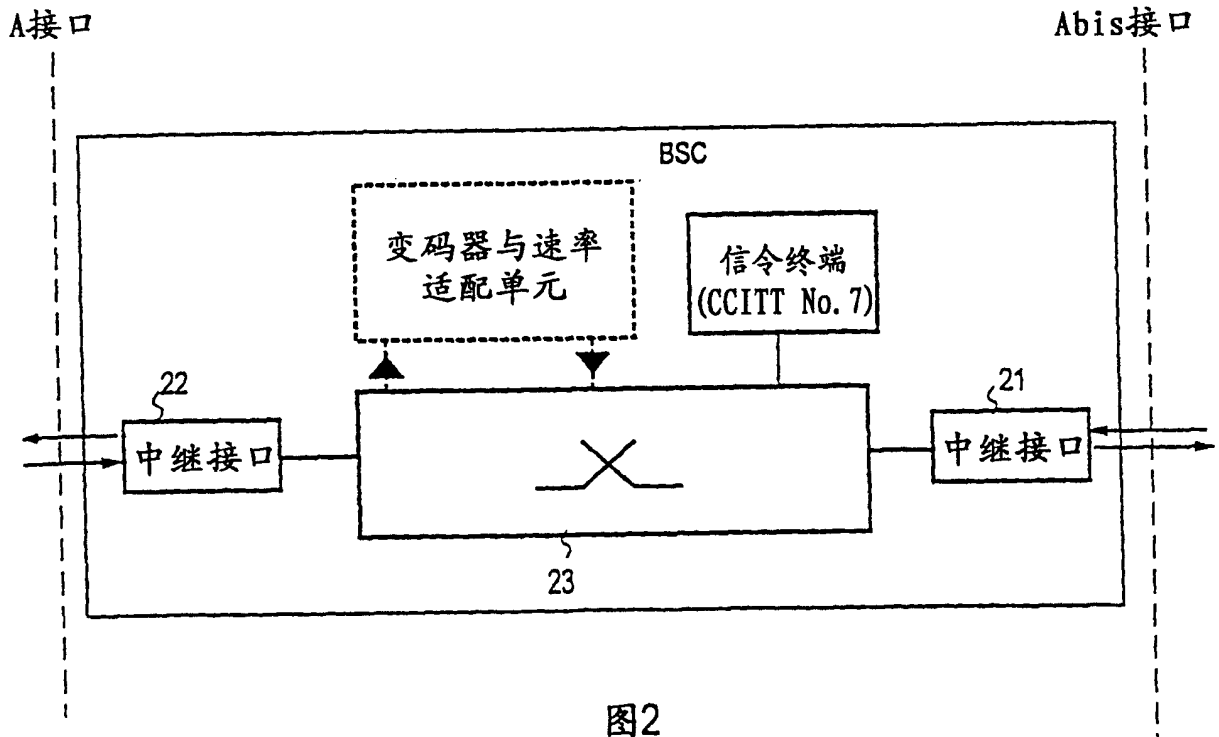 A接口
Abis接口
BSC
变码器与速率
适配单元
信令终端
(CCITT No.7)
22
中继接口
21
中继接口
23
图2